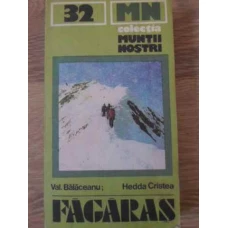 32 MN
colecția
MUNȚII
NOȘTRI
Val. Bălăceanu; Hedda Cristea
FĂGĂRAȘ